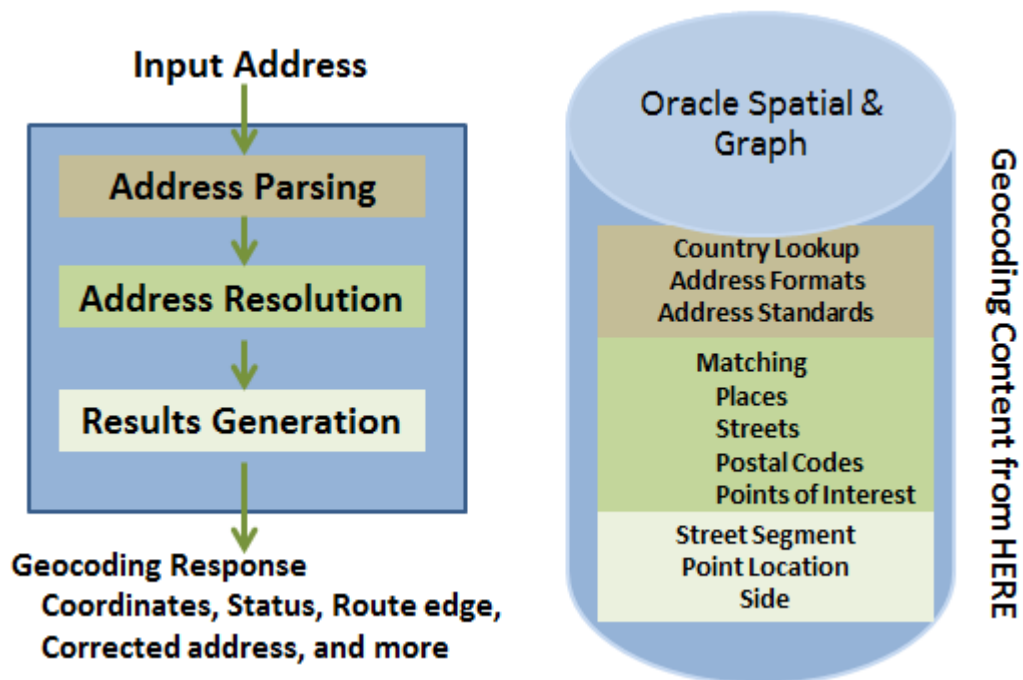 Input Address
Address Parsing
Address Resolution
Results Generation
Geocoding Response
Coordinates, Status, Route edge,
Corrected address, and more
Oracle Spatial &
Graph
Country Lookup
Address Formats
Address Standards
Matching
Places
Streets
Postal Codes
Points of Interest
Street Segment
Point Location
Side
Geocoding Content from HERE